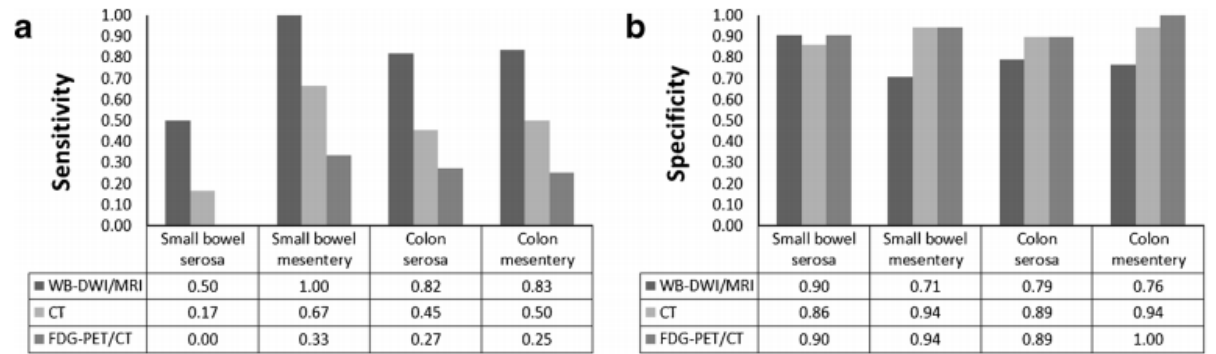 a
Sensitivity
1.00
0.90
0.80
0.70
0.60
0.50
0.40
0.30
0.20
0.10
0.00
Small bowel serosa Small bowel mesentery Colon serosa Colon mesentery
WB-DWI/MRI 0.50 1.00 0.82 0.83
CT 0.17 0.67 0.45 0.50
FDG-PET/CT 0.00 0.33 0.27 0.25
b
Specificity
1.00
0.90
0.80
0.70
0.60
0.50
0.40
0.30
0.20
0.10
0.00
Small bowel serosa Small bowel mesentery Colon serosa Colon mesentery
WB-DWI/MRI 0.90 0.71 0.79 0.76
CT 0.86 0.94 0.89 0.94
FDG-PET/CT 0.90 0.94 0.89 1.00